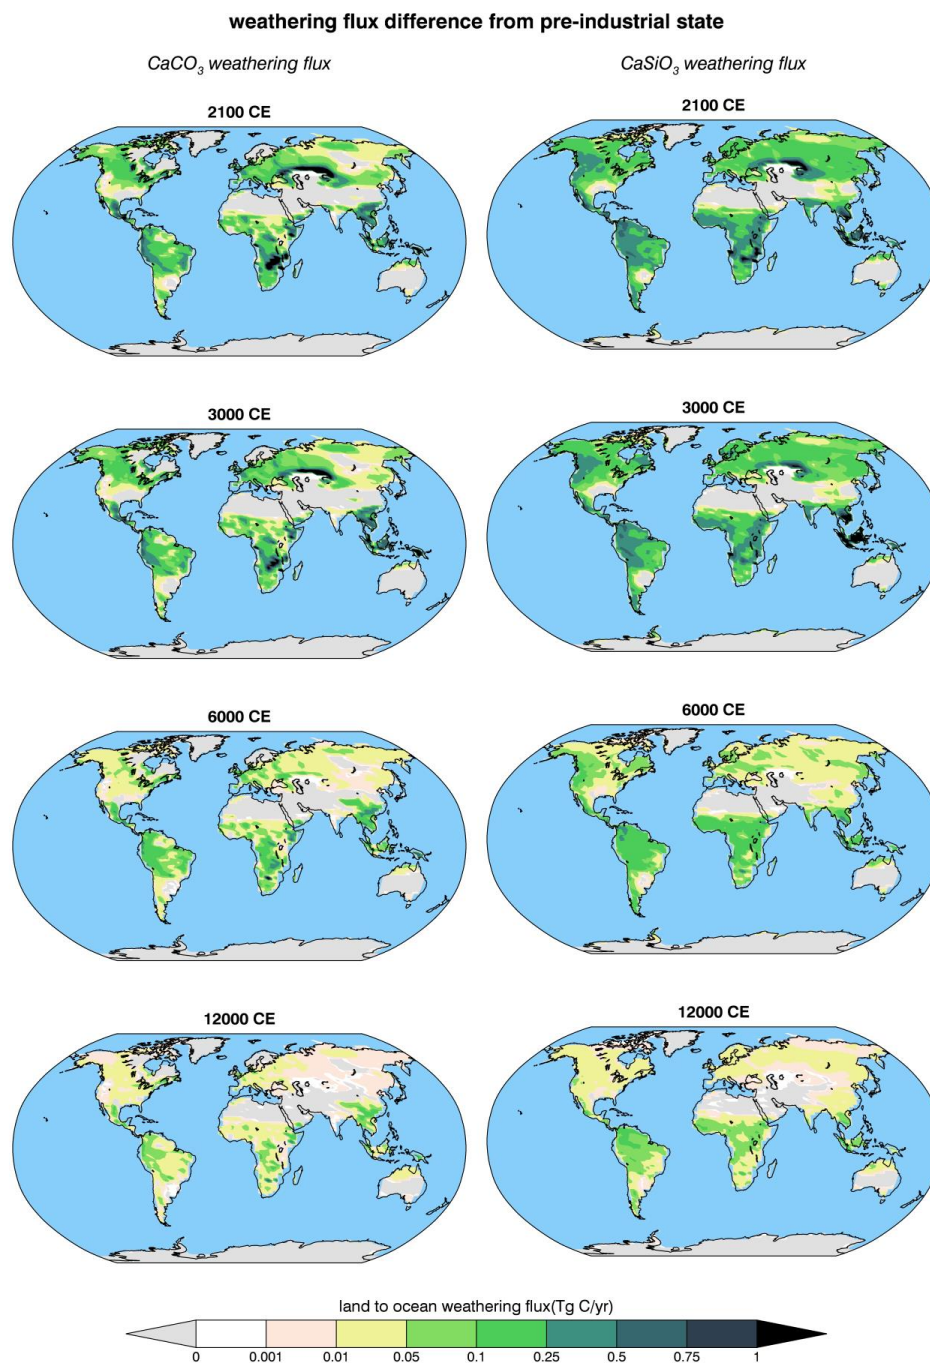 weathering flux difference from pre-industrial state
CaCO₃ weathering flux
CaSiO₃ weathering flux
2100 CE
2100 CE
3000 CE
3000 CE
6000 CE
6000 CE
12000 CE
12000 CE
land to ocean weathering flux(Tg C/yr)
0 0.001 0.01 0.05 0.1 0.25 0.5 0.75 1